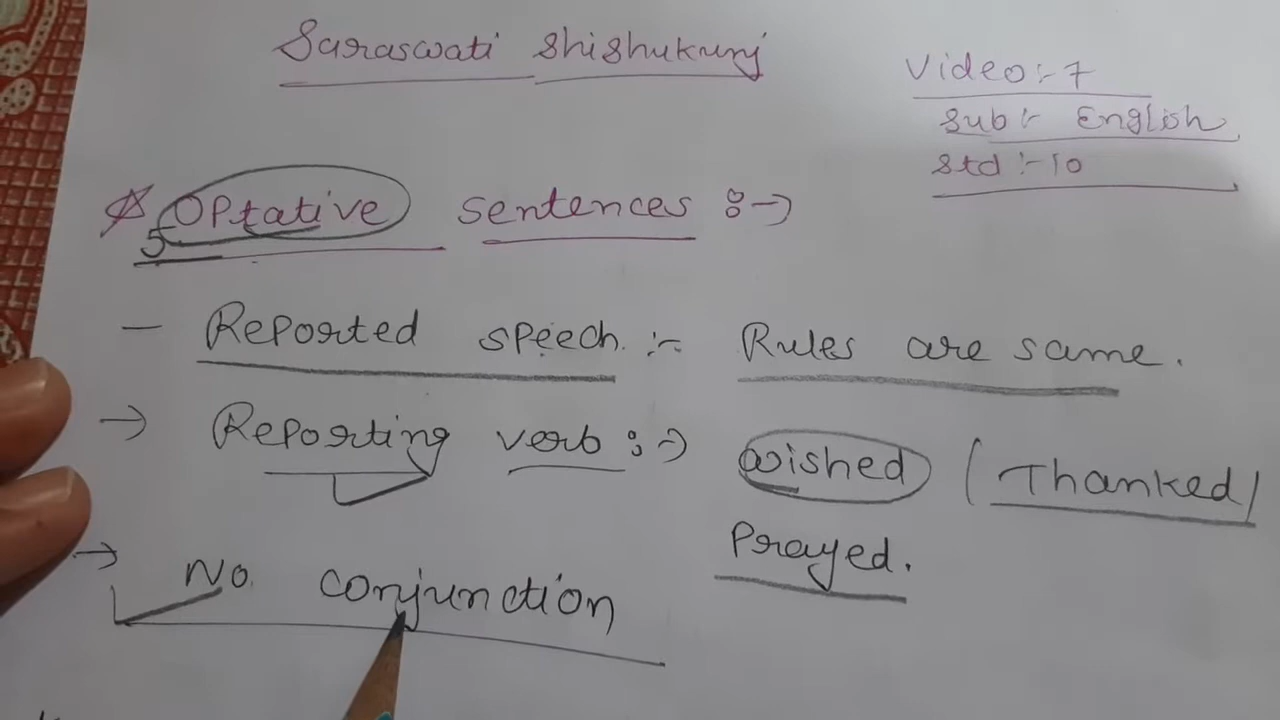 Saraswati Shishukunj
Video:- 7
Sub:- English
Std:-10
5 Optative sentences :-)
- Reported speech :- Rules are same.
→ Reporting verb :-) wished / Thanked /
Prayed.
→ No. conjunction